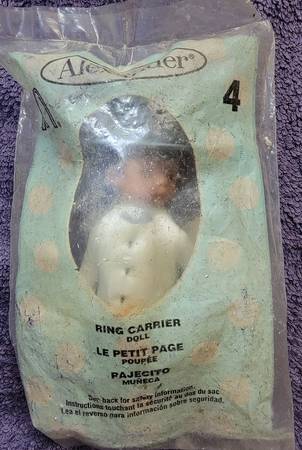 Alexander®
4
RING CARRIER
DOLL
LE PETIT PAGE
POUPÉE
PAJECITO
MUÑECA
See back for safety information.
Instructions touchant la sécurité au dos du sac
Lea el reverso para información sobre seguridad.